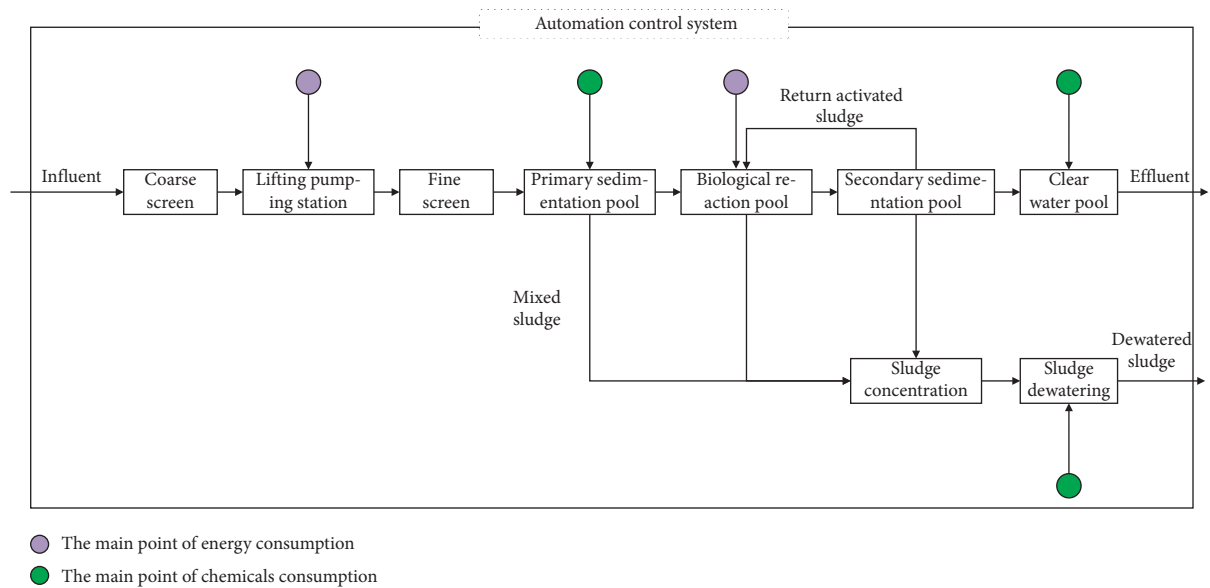 Automation control system
Return activated
sludge
Influent
Coarse
screen
Lifting pump-
ing station
Fine
screen
Primary sedim-
entation pool
Biological re-
action pool
Secondary sedime-
ntation pool
Clear
water pool
Effluent
Mixed
sludge
Sludge
concentration
Sludge
dewatering
Dewatered
sludge
The main point of energy consumption
The main point of chemicals consumption